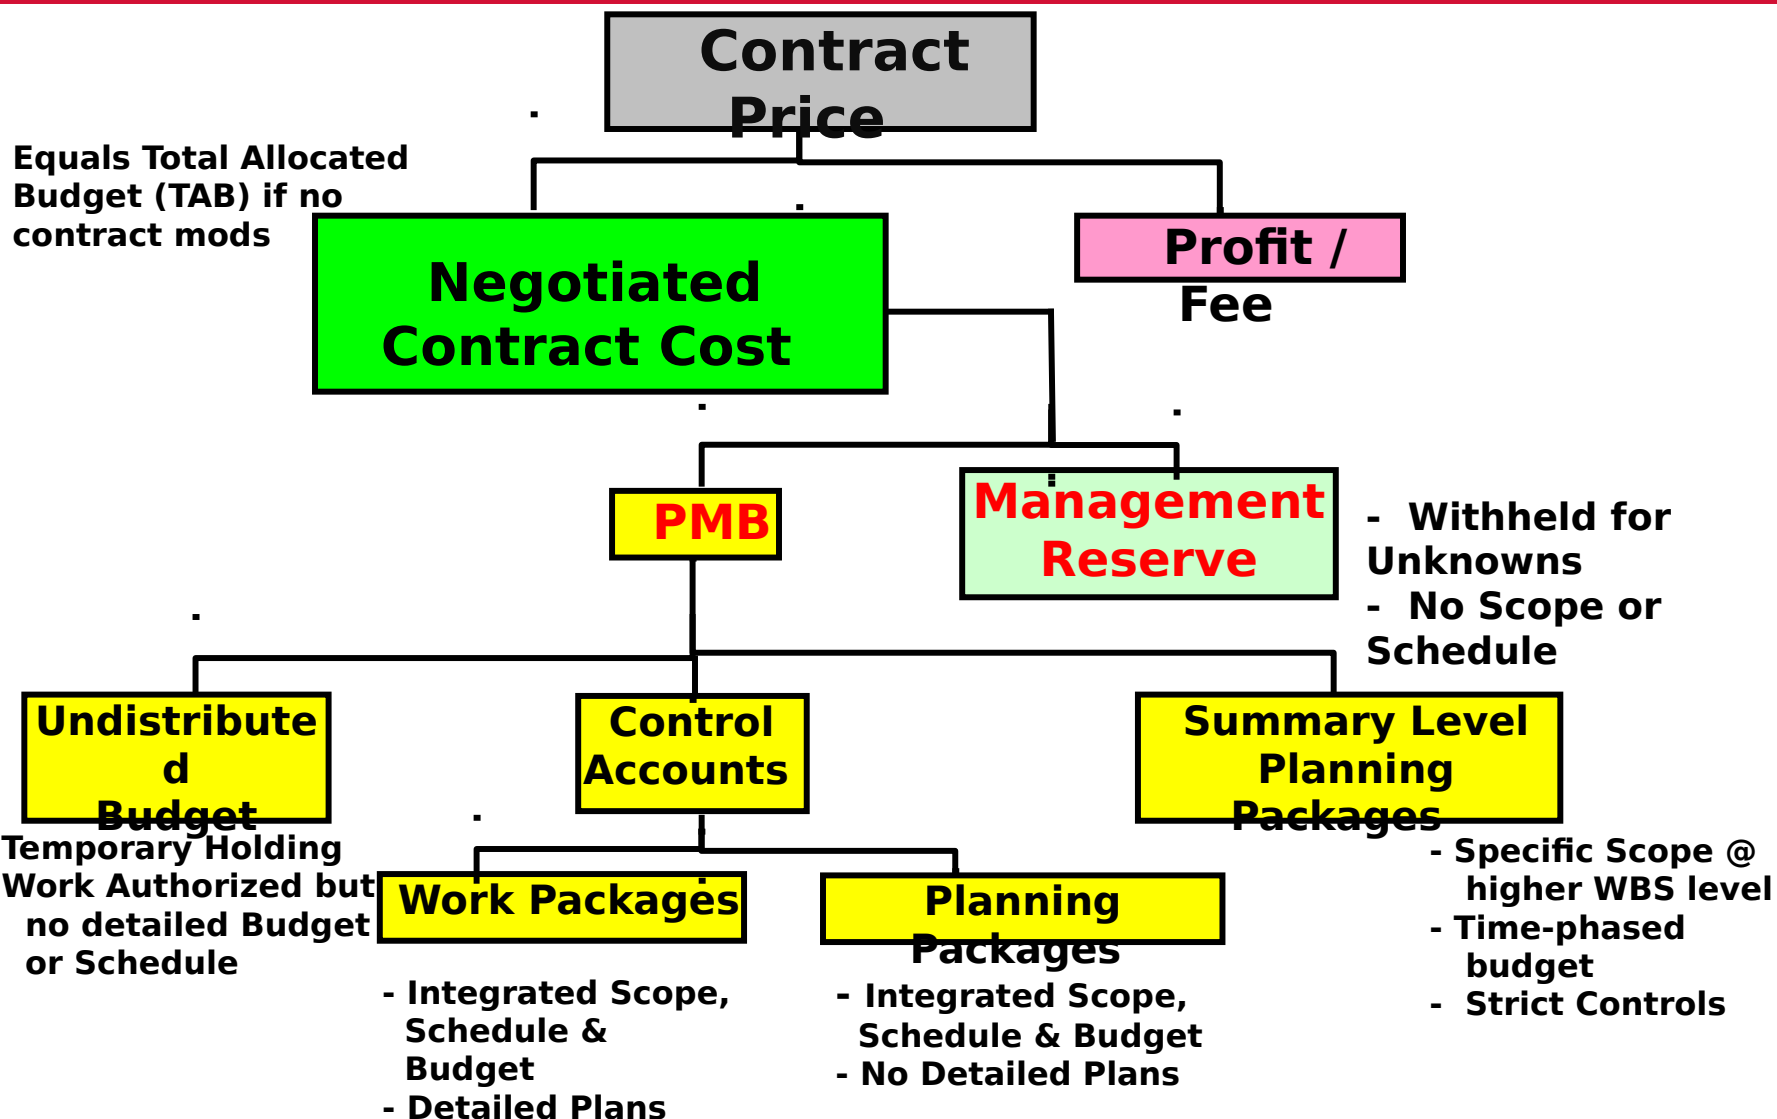 Contract
Price
Equals Total Allocated
Budget (TAB) if no
contract mods
Negotiated
Contract Cost
Profit /
Fee
PMB
Management
Reserve
- Withheld for
Unknowns
- No Scope or
Schedule
Undistribute
d
Budget
Control
Accounts
Summary Level
Planning
Packages
Temporary Holding
Work Authorized but
no detailed Budget
or Schedule
Work Packages
Planning
Packages
- Specific Scope @
higher WBS level
- Time-phased
budget
- Strict Controls
- Integrated Scope,
Schedule &
Budget
- Detailed Plans
- Integrated Scope,
Schedule & Budget
- No Detailed Plans